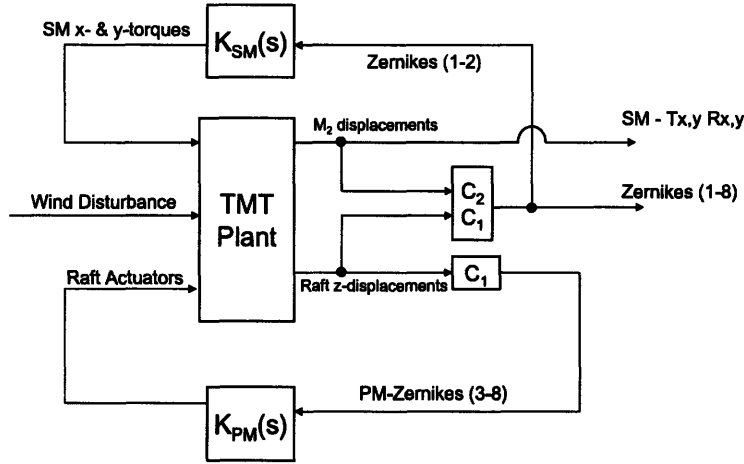 SM x- & y-torques
K_SM(s)
Zernikes (1-2)
M₂ displacements
SM - Tx,y Rx,y
C₂
C₁
Zernikes (1-8)
Wind Disturbance
TMT
Plant
Raft Actuators
Raft z-displacements
C₁
PM-Zernikes (3-8)
K_PM(s)